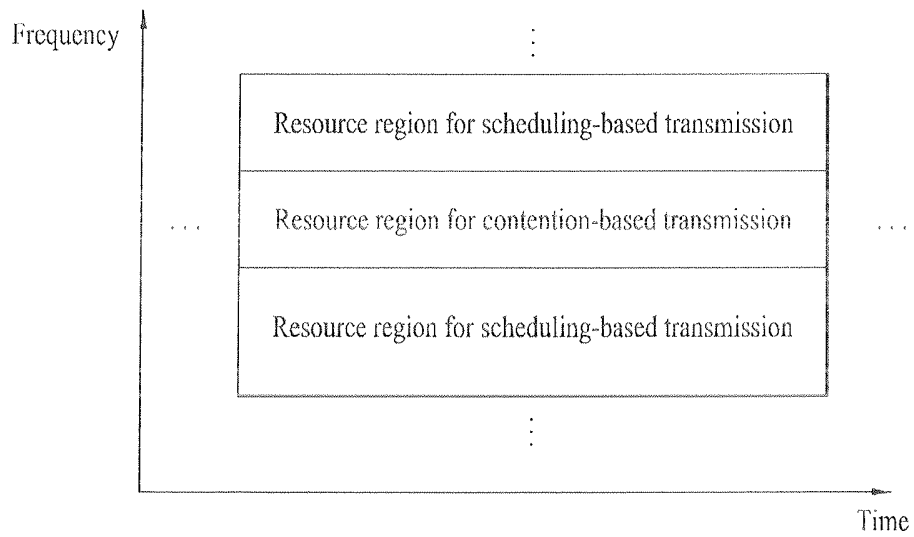 Frequency
Resource region for scheduling-based transmission
Resource region for contention-based transmission
Resource region for scheduling-based transmission
Time